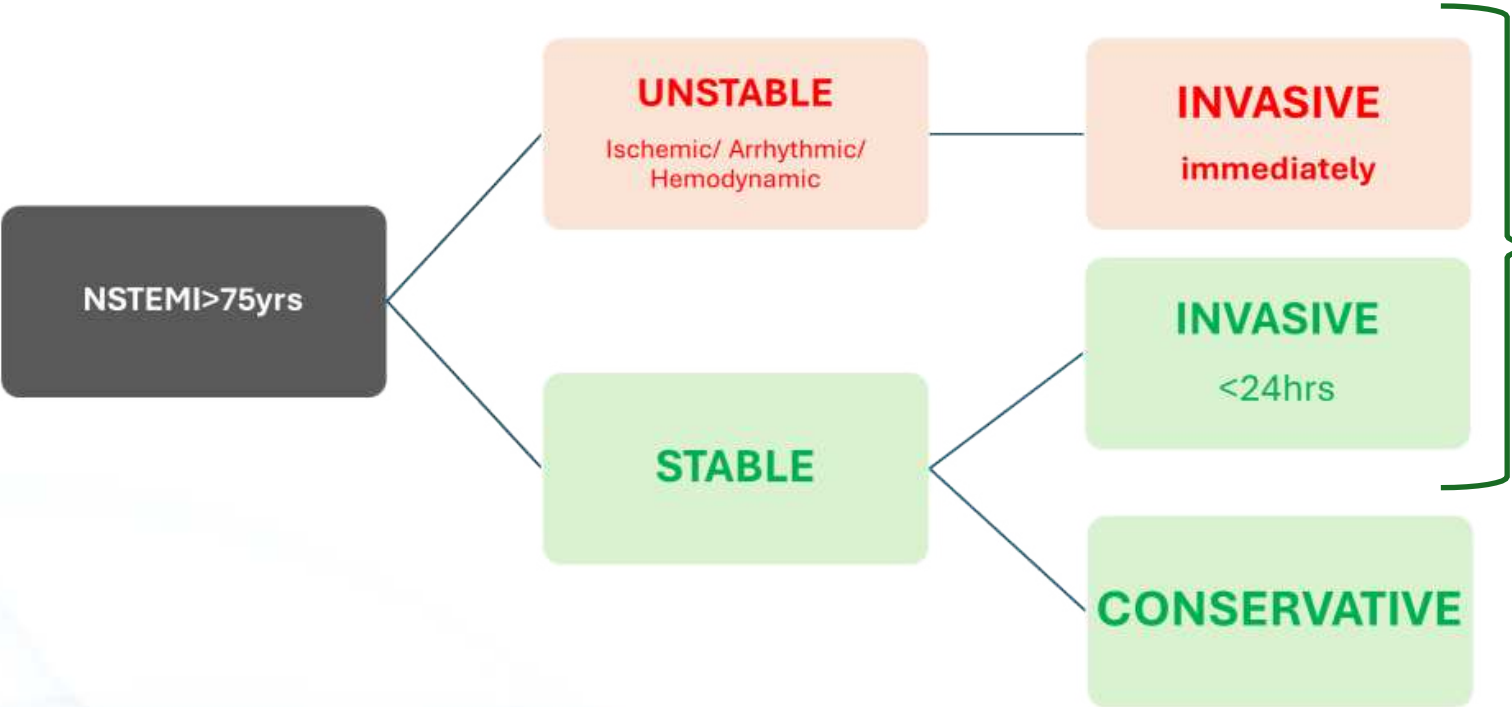 UNSTABLE
Ischemic/ Arrhythmic/
Hemodynamic
INVASIVE
immediately
NSTEMI>75yrs
INVASIVE
<24hrs
STABLE
CONSERVATIVE